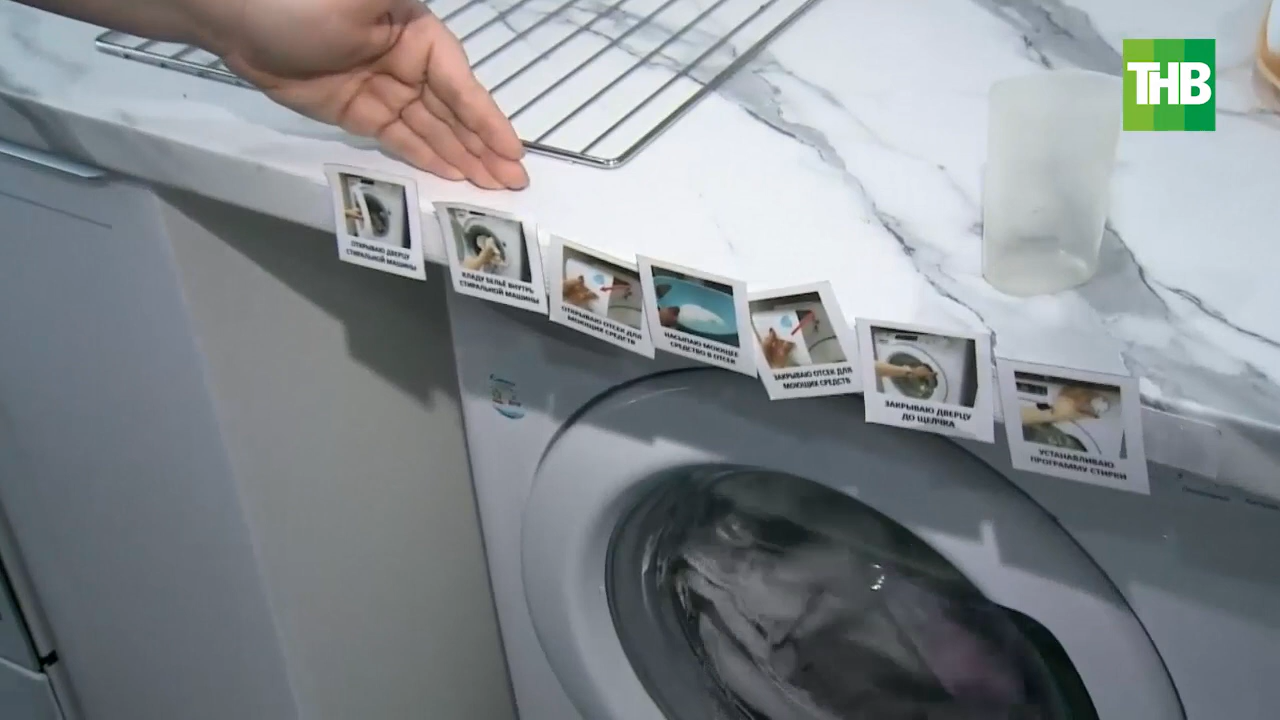 ТНВ
ОТКРЫВАЮ ДВЕРЦУ
СТИРАЛЬНОЙ МАШИНЫ
КЛАДУ БЕЛЬЁ ВНУТРЬ
СТИРАЛЬНОЙ МАШИНЫ
ОТКРЫВАЮ ОТСЕК ДЛЯ
МОЮЩИХ СРЕДСТВ
НАСЫПАЮ МОЮЩЕЕ
СРЕДСТВО В ОТСЕК
ЗАКРЫВАЮ ОТСЕК ДЛЯ
МОЮЩИХ СРЕДСТВ
ЗАКРЫВАЮ ДВЕРЦУ
ДО ЩЕЛЧКА
УСТАНАВЛИВАЮ
ПРОГРАММУ СТИРКИ